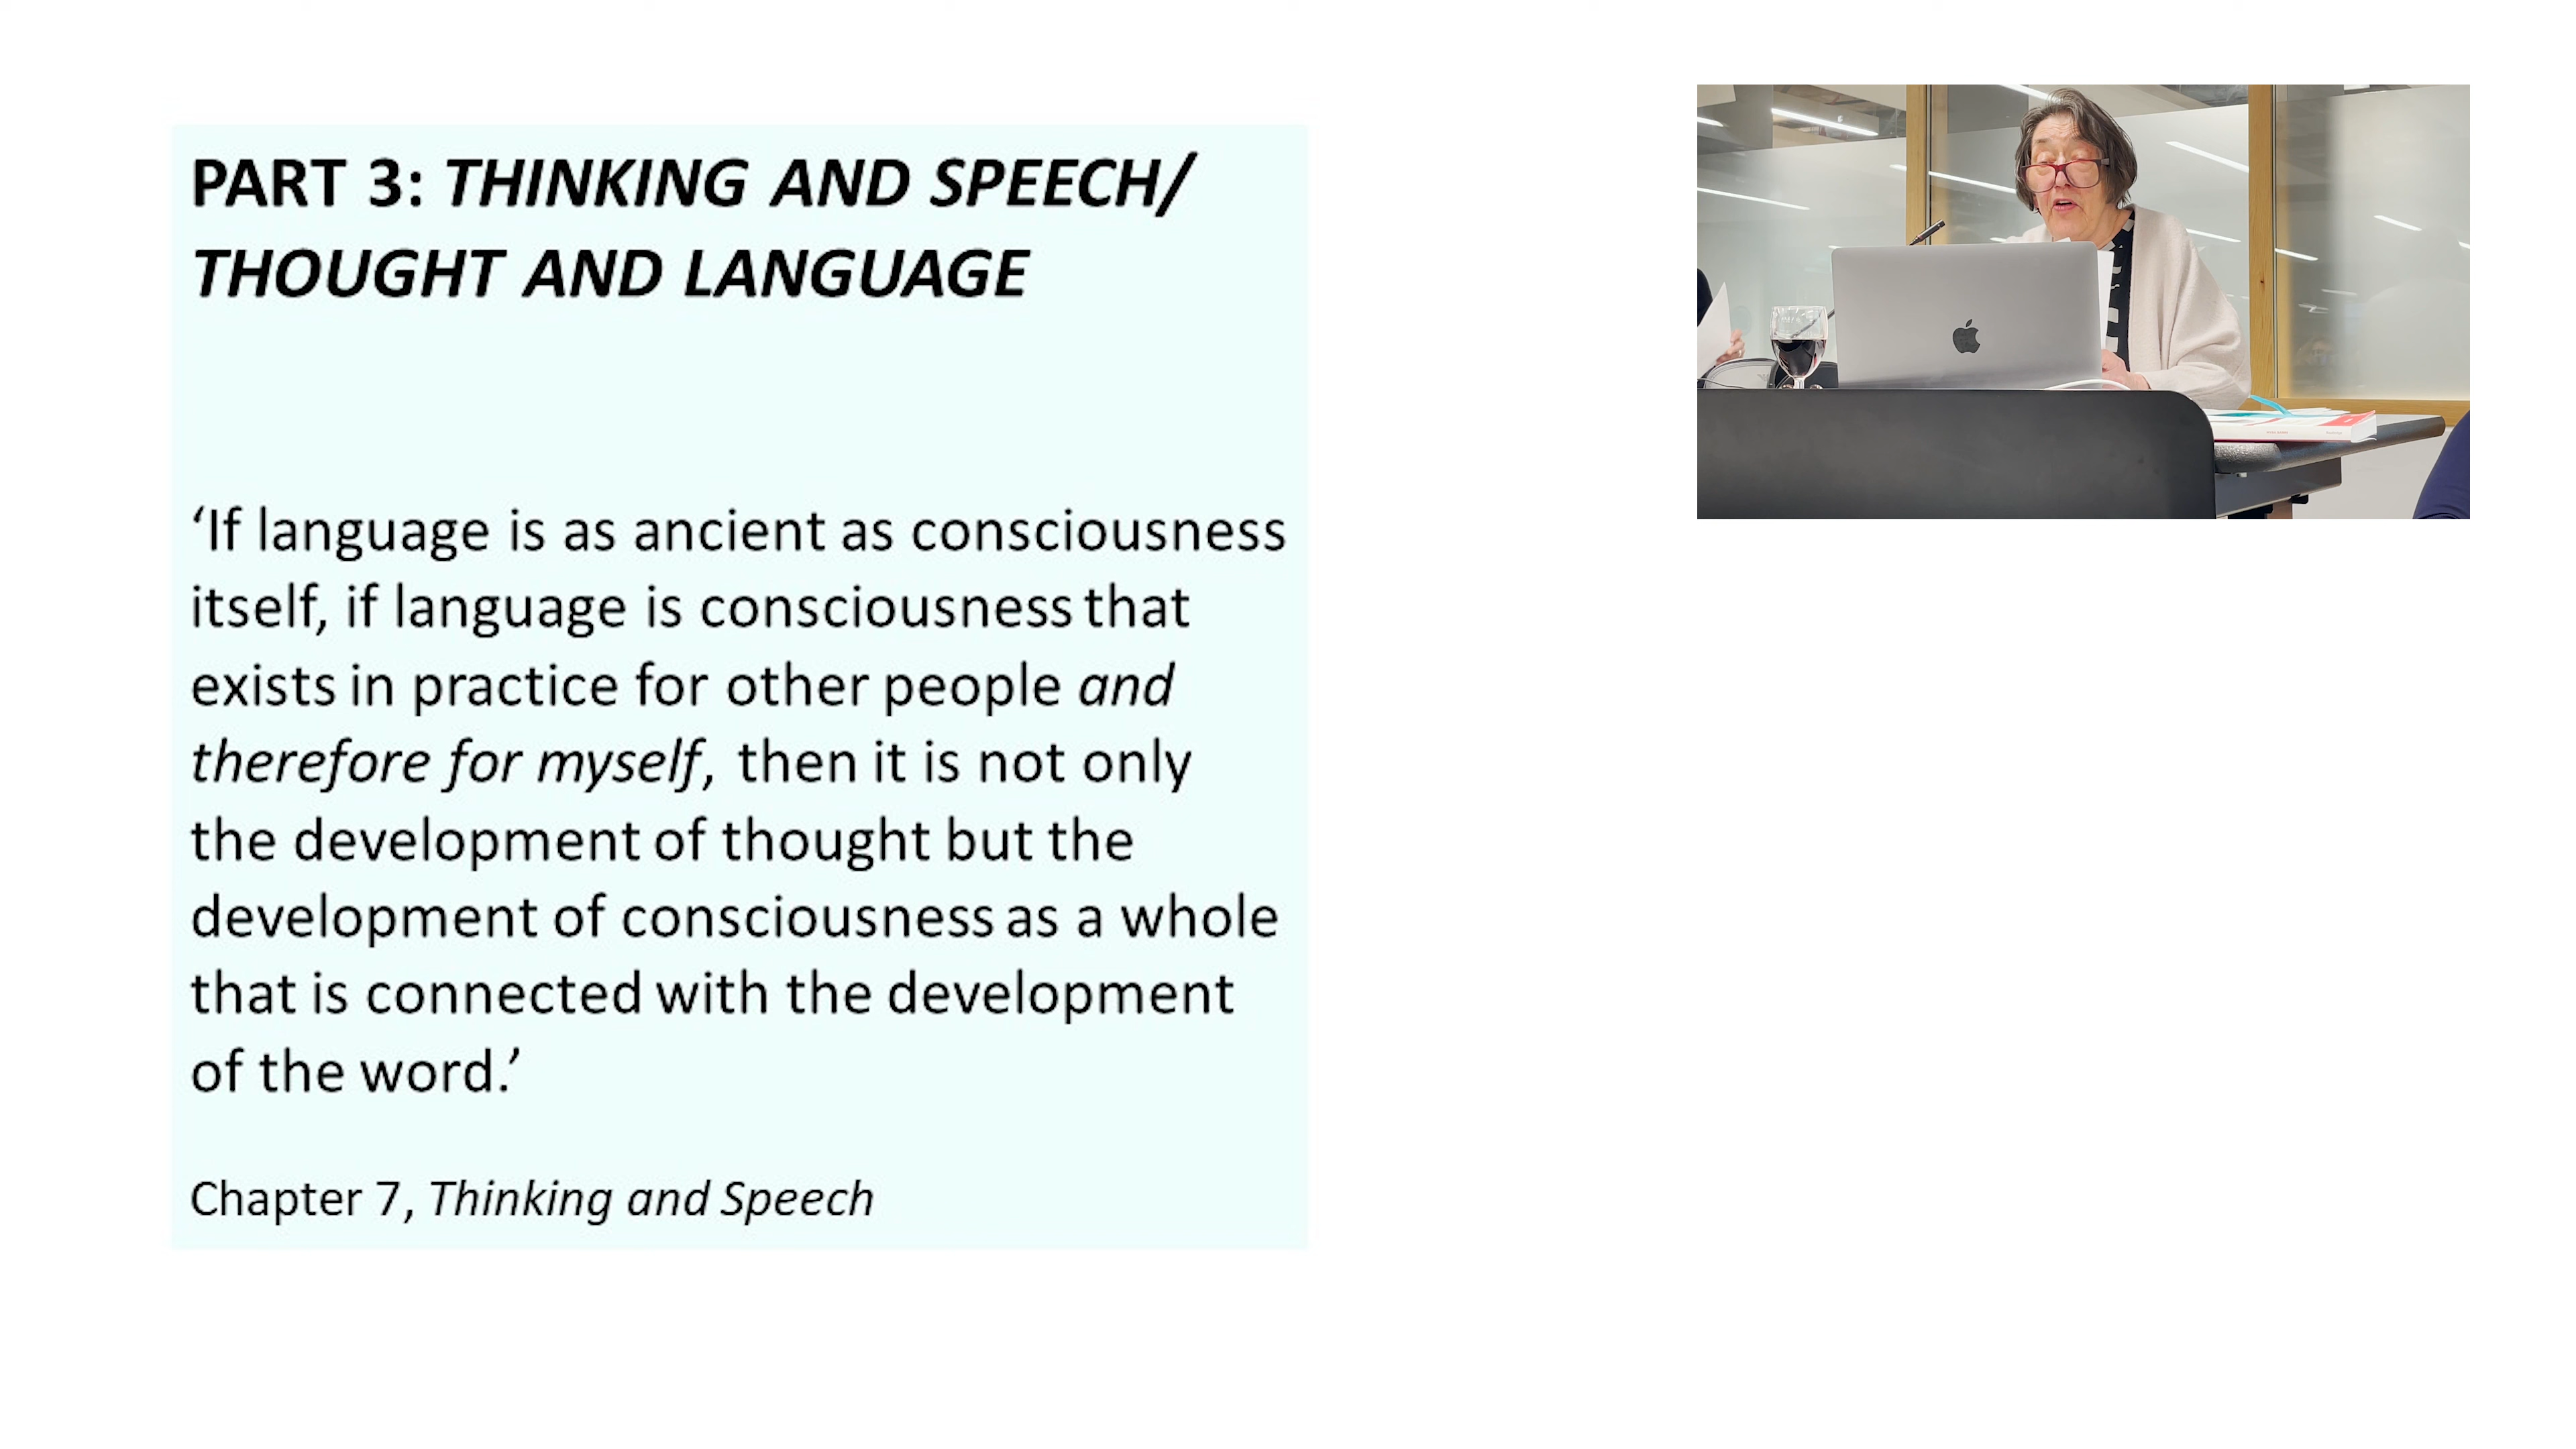 PART 3: THINKING AND SPEECH/
THOUGHT AND LANGUAGE
‘If language is as ancient as consciousness
itself, if language is consciousness that
exists in practice for other people and
therefore for myself, then it is not only
the development of thought but the
development of consciousness as a whole
that is connected with the development
of the word.’
Chapter 7, Thinking and Speech